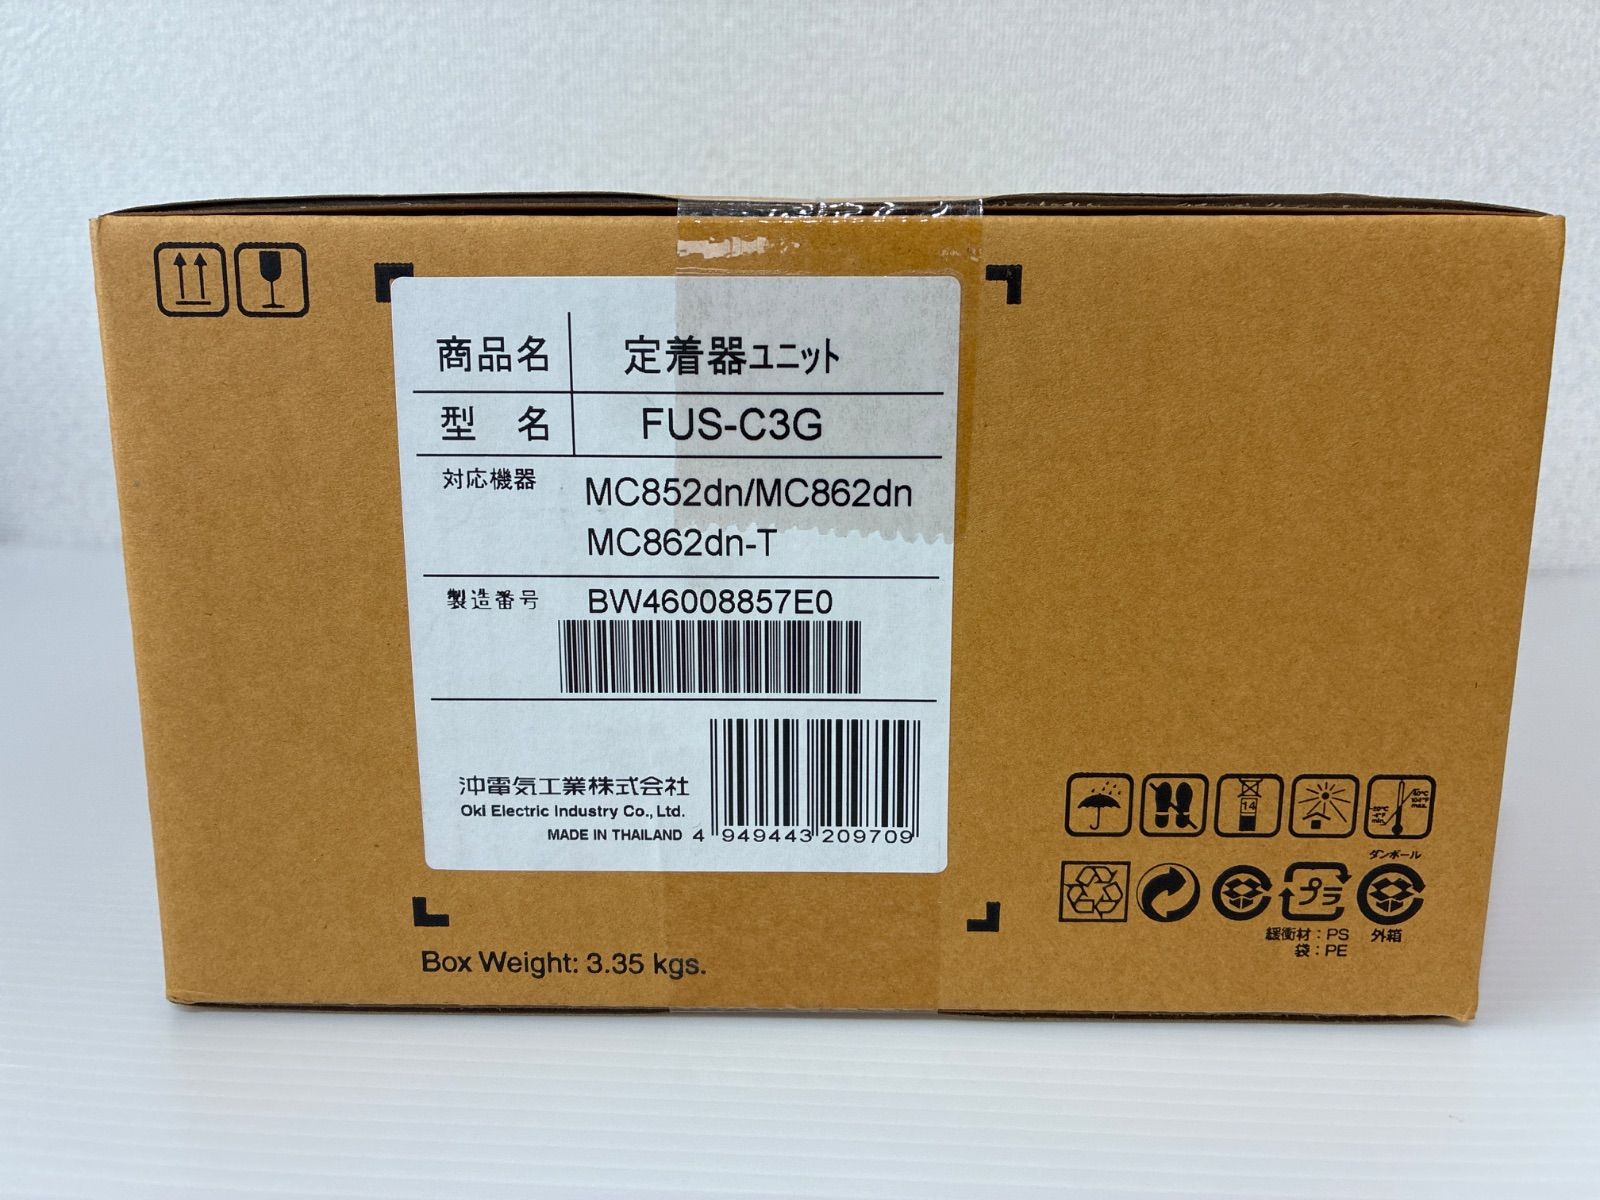 商品名 定着器ユニット
型 名 FUS-C3G
対応機器 MC852dn/MC862dn
MC862dn-T
製造番号 BW46008857E0
沖電気工業株式会社
Oki Electric Industry Co., Ltd.
MADE IN THAILAND 4 949443 209709
Box Weight: 3.35 kgs.
14
ダンボール
プラ
緩衝材：PS 外箱
袋：PE